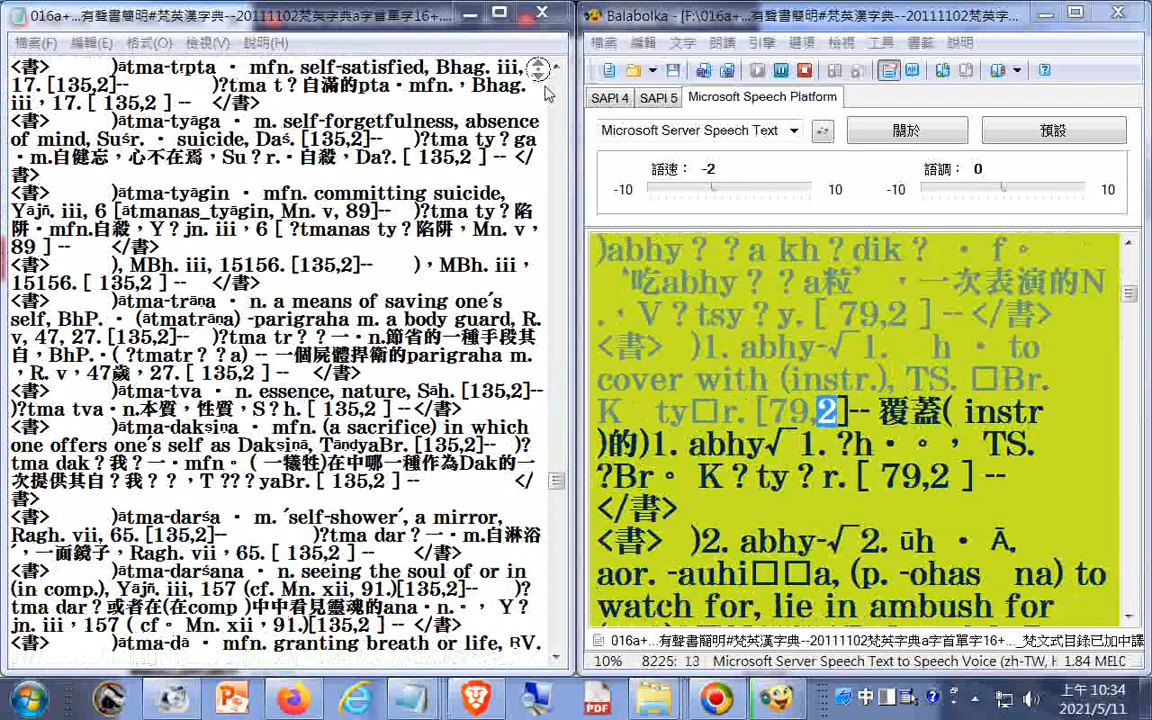 016a+...有聲書簡明#梵英漢字典--20111102梵英字典a字首單字16+...
檔案(F) 編輯(E) 格式(O) 檢視(V) 說明(H)
<書> )ātma-tṛpta · mfn. self-satisfied, Bhag. iii,
17. [135,2]-- )?tma t？自滿的pta·mfn.，Bhag.
iii，17. [ 135,2 ] -- </書>
<書> )ātma-tyāga · m. self-forgetfulness, absence
of mind, Suśr. · suicide, Daś. [135,2]-- )?tma ty？ga
·m.自健忘，心不在焉，Su？r.·自殺，Da?. [ 135,2 ] -- </
書>
<書> )ātma-tyāgin · mfn. committing suicide,
Yājñ. iii, 6 [ātmanas_tyāgin, Mn. v, 89]-- )?tma ty？陷
阱·mfn.自殺，Y？jn. iii，6 [ ?tmanas ty？陷阱，Mn. v，
89 ] -- </書>
<書> ), MBh. iii, 15156. [135,2]-- )，MBh. iii，
15156. [ 135,2 ] -- </書>
<書> )ātma-trāṇa · n. a means of saving one's
self, BhP. · (ātmatrāṇa) -parigraha m. a body guard, R.
v, 47, 27. [135,2]-- )?tma tr？？一·n.節省的一種手段其
自，BhP.·( ?tmatr？？a) -- 一個屍體捍衛的parigraha m.
，R. v，47歲，27. [ 135,2 ] -- </書>
<書> )ātma-tva · n. essence, nature, Sāh. [135,2]--
)?tma tva·n.本質，性質，S？h. [ 135,2 ] -- </書>
<書> )ātma-dakṣiṇa · mfn. (a sacrifice) in which
one offers one's self as Dakṣiṇā, TāṇḍyaBr. [135,2]-- )?
tma dak？我？一·mfn。( 一犧牲)在中哪一種作為Dak的一
次提供其自？我？？，T ???yaBr. [ 135,2 ] -- </
書>
<書> )ātma-darśa · m. 'self-shower', a mirror,
Ragh. vii, 65. [135,2]-- )?tma dar？一·m.自淋浴
'，一面鏡子，Ragh. vii，65. [ 135,2 ] -- </書>
<書> )ātma-darśana · n. seeing the soul of or in
(in comp.), Yājñ. iii, 157 (cf. Mn. xii, 91.)[135,2]-- )?
tma dar？或者在(在comp )中中看見靈魂的ana·n.。，Y？
jn. iii，157 ( cf。Mn. xii，91.)[135,2 ] -- </書>
<書> )ātma-dā · mfn. granting breath or life, RV.
Balabolka - [F:\016a+...有聲書簡明#梵英漢字典--20111102梵英字...
檔案 編輯 文字 朗讀 引擎 選項 檢視 工具 書籤 說明
SAPI 4 SAPI 5 Microsoft Speech Platform
Microsoft Server Speech Text 關於 預設
語速： -2 語調： 0
-10 10 -10 10
)abhy？？a kh？dik？ · f。
'吃abhy？？a粒'，一次表演的N
.，V？tsy？y. [ 79,2 ] -- </書>
<書> )1. abhy-√ 1. h · to
cover with (instr.), TS. □Br.
K ty□r. [79,2]-- 覆蓋( instr
)的)1. abhy√ 1. ?h·。，TS.
?Br。K？ty？r. [ 79,2 ] --
</書>
<書> )2. abhy-√ 2. ūh · Ā.
aor. -auhi□□a, (p. -ohas na) to
watch for, lie in ambush for
016a+...有聲書簡明#梵英漢字典--20111102梵英字典a字首單字16+..._梵文式目錄已加中譯
10% 8225: 13 Microsoft Server Speech Text to Speech Voice (zh-TW, H 1.84 MELC
中 上午 10:34
2021/5/11